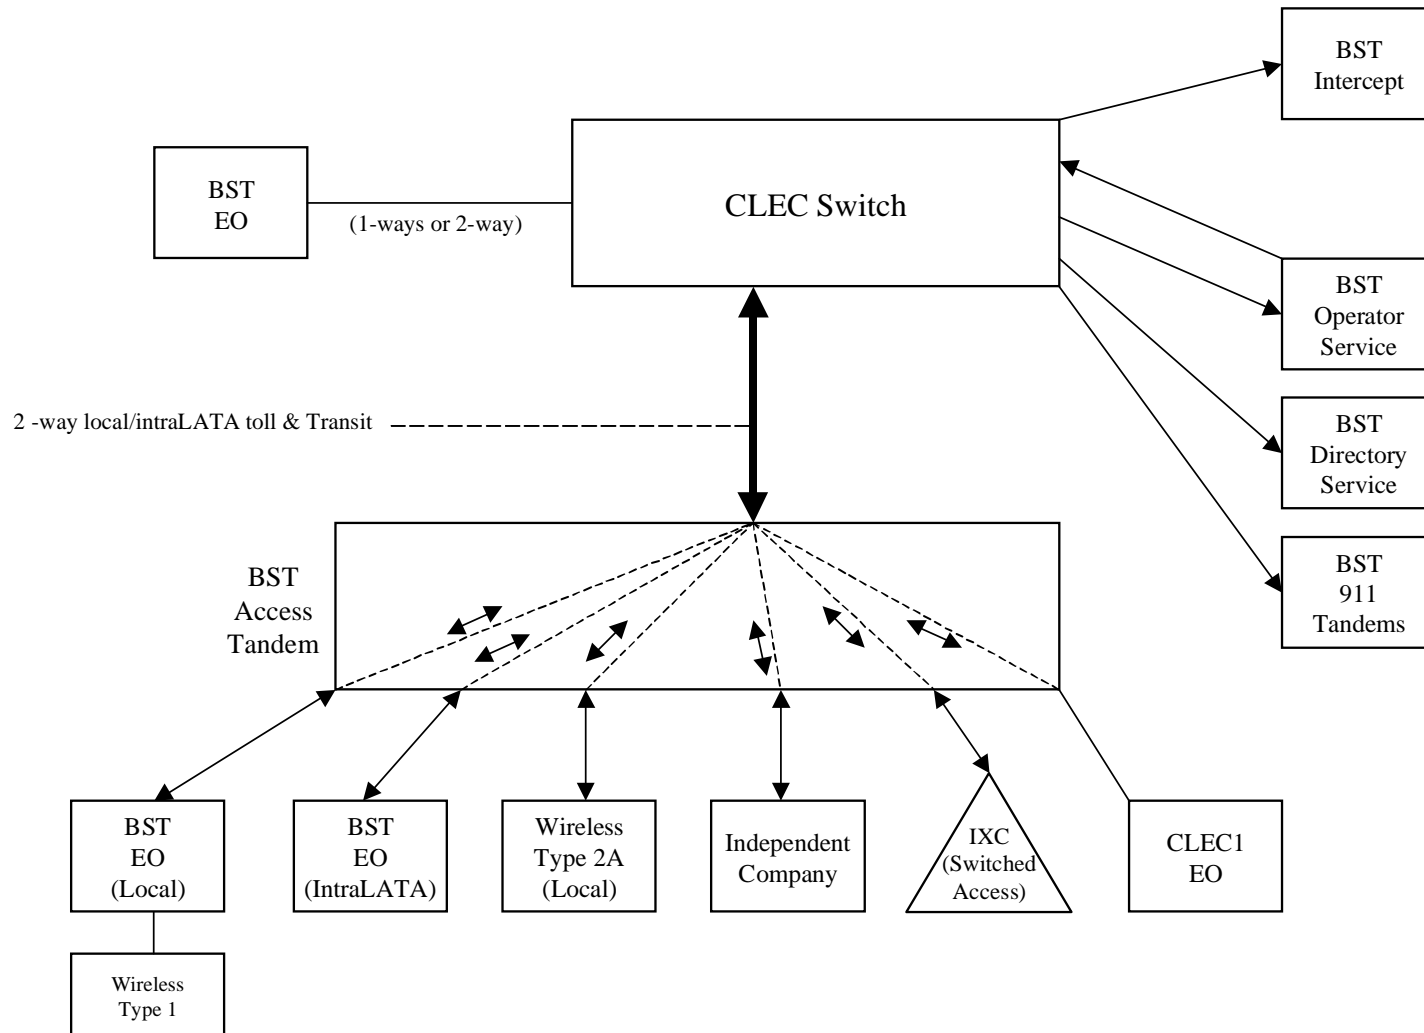 BST
Intercept
BST
EO
(1-ways or 2-way)
CLEC Switch
BST
Operator
Service
2 -way local/intraLATA toll & Transit
BST
Directory
Service
BST
911
Tandems
BST
Access
Tandem
BST
EO
(Local)
BST
EO
(IntraLATA)
Wireless
Type 2A
(Local)
Independent
Company
IXC
(Switched
Access)
CLEC1
EO
Wireless
Type 1